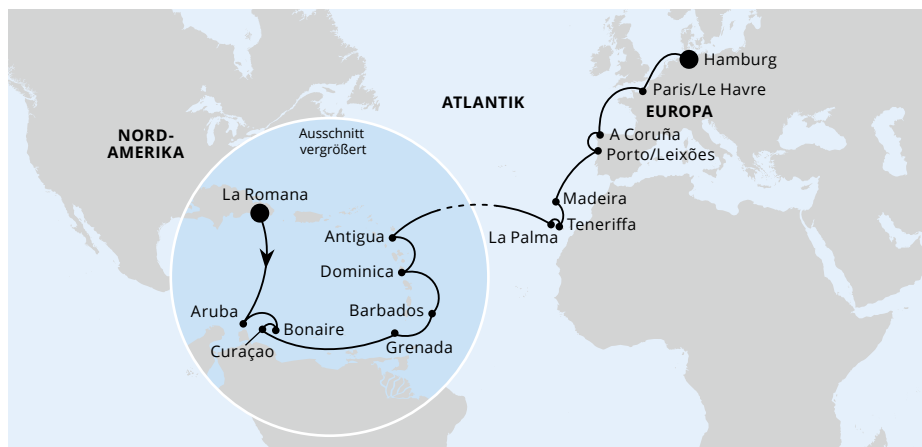 Hamburg
Paris/Le Havre
ATLANTIK
EUROPA
NORD-
AMERIKA
Ausschnitt
vergrößert
A Coruña
Porto/Leixões
La Romana
Madeira
Teneriffa
La Palma
Antigua
Dominica
Aruba
Barbados
Bonaire
Curaçao
Grenada